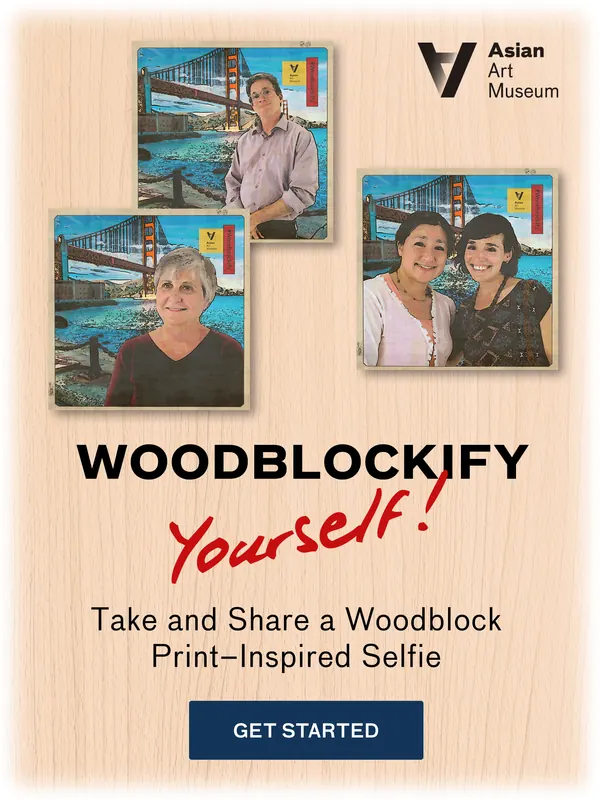 Asian
Art
Museum
WOODBLOCKIFY
Yourself!
Take and Share a Woodblock
Print–Inspired Selfie
GET STARTED